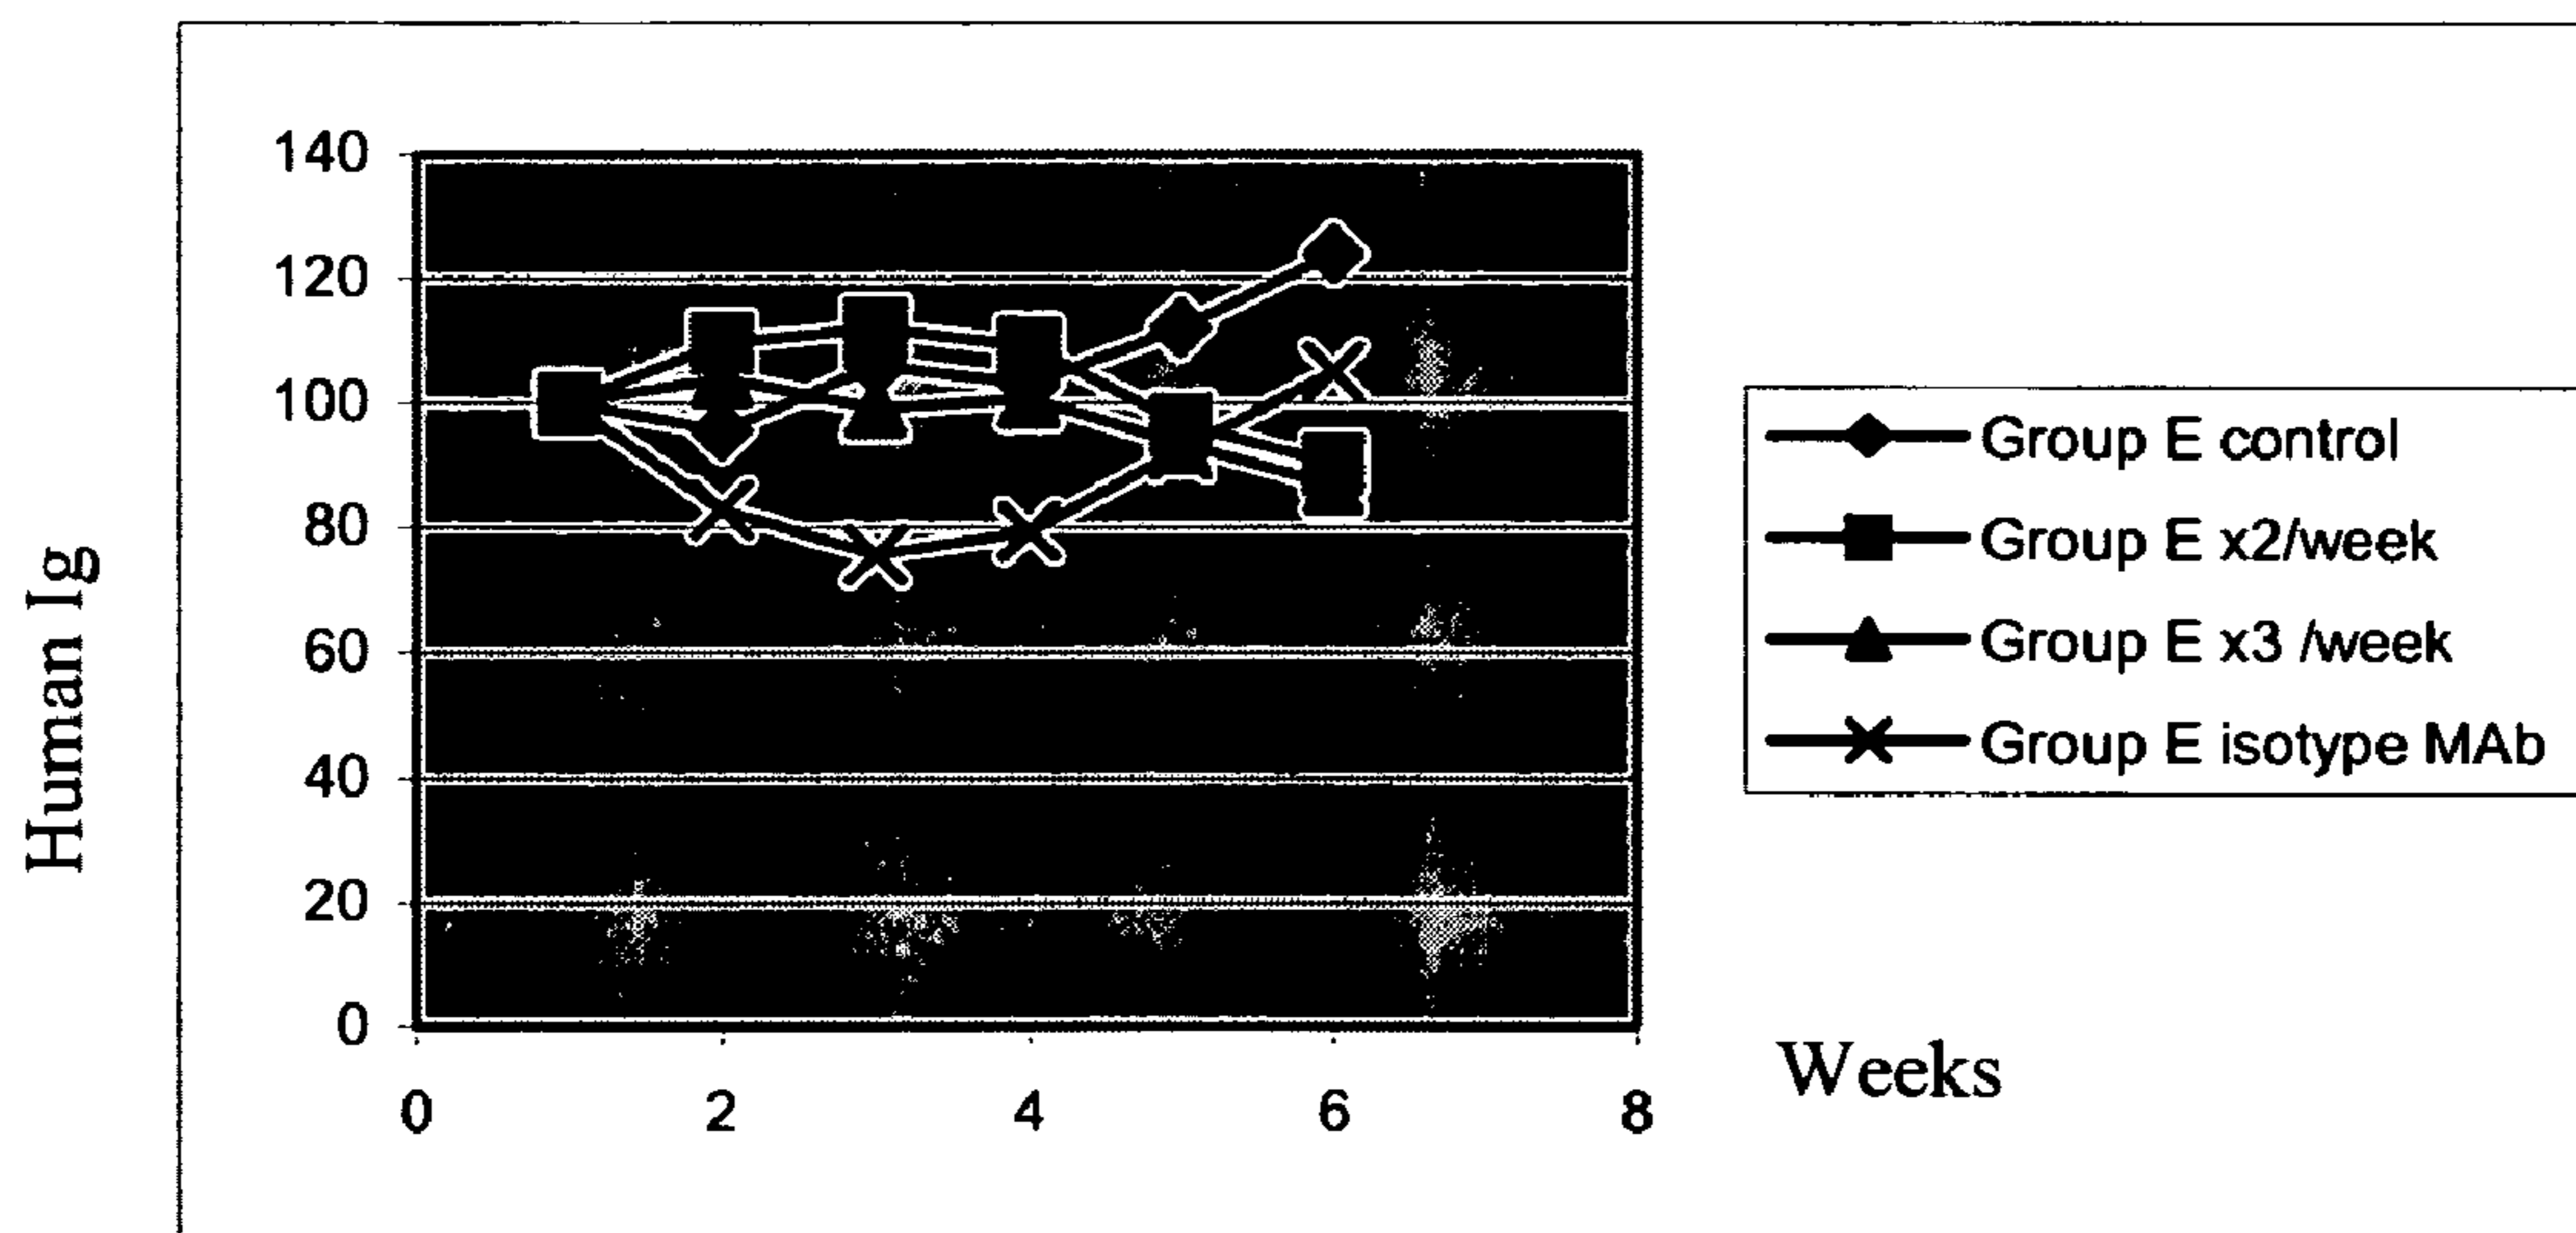 Human Ig
140
120
100
80
60
40
20
0
0 2 4 6 8
Weeks
Group E control
Group E x2/week
Group E x3 /week
Group E isotype MAb